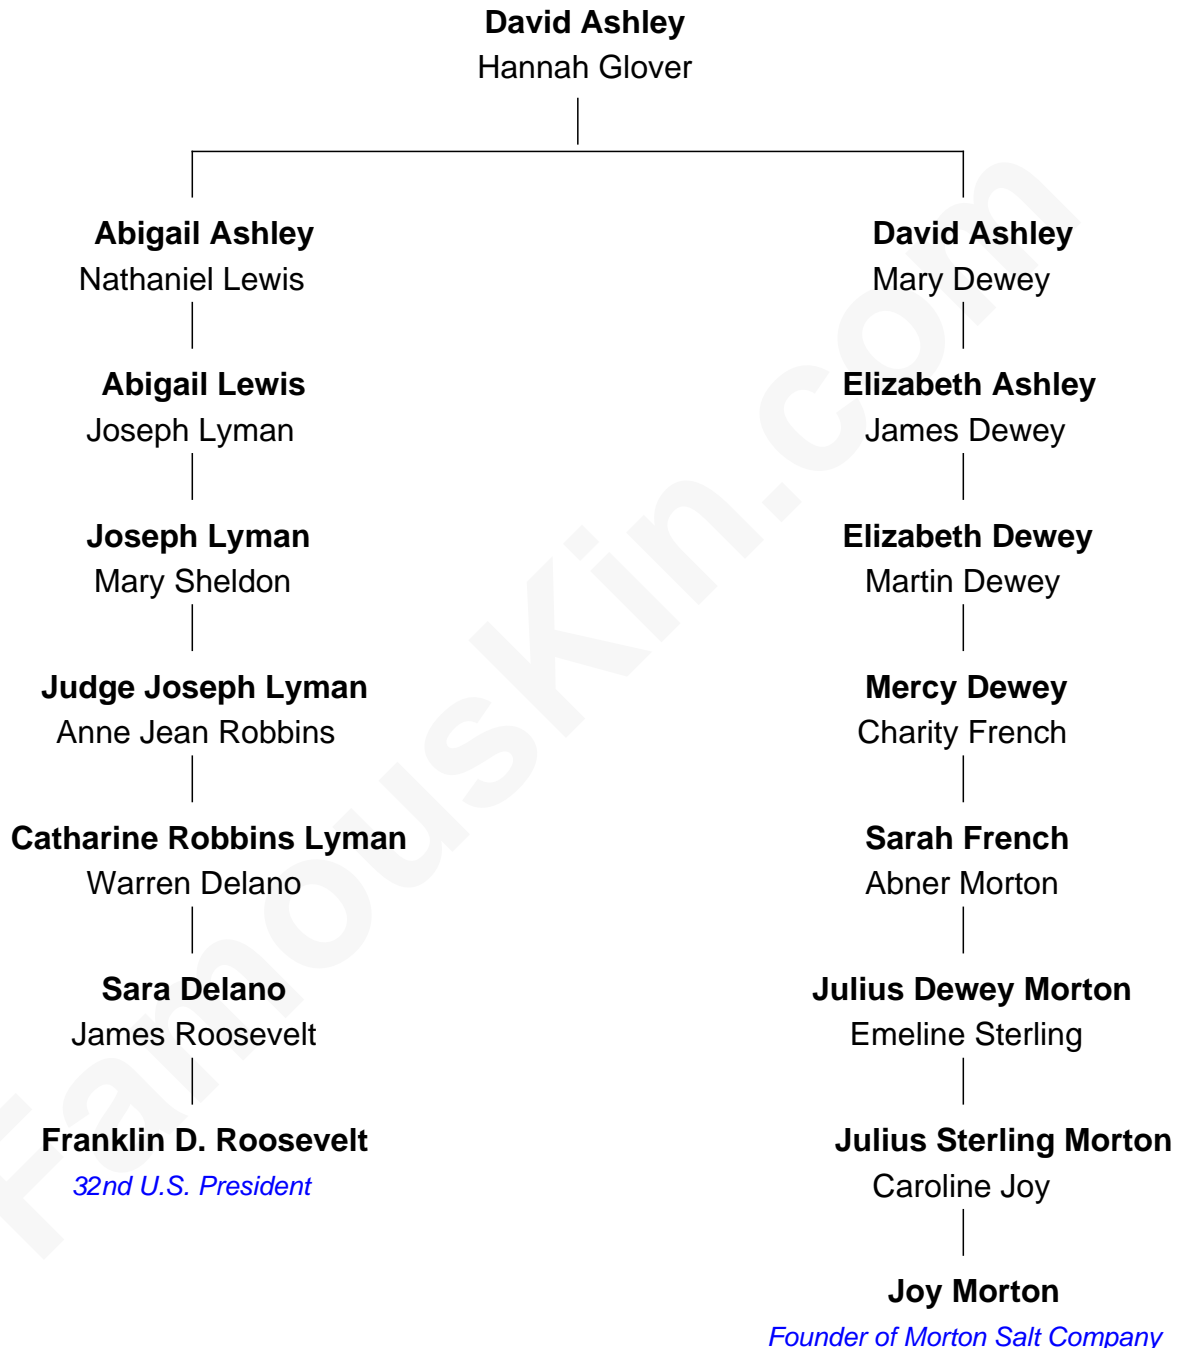 David Ashley
Hannah Glover
Abigail Ashley
Nathaniel Lewis
David Ashley
Mary Dewey
Abigail Lewis
Joseph Lyman
Elizabeth Ashley
James Dewey
Joseph Lyman
Mary Sheldon
Elizabeth Dewey
Martin Dewey
Judge Joseph Lyman
Anne Jean Robbins
Mercy Dewey
Charity French
Catharine Robbins Lyman
Warren Delano
Sarah French
Abner Morton
Sara Delano
James Roosevelt
Julius Dewey Morton
Emeline Sterling
Franklin D. Roosevelt
32nd U.S. President
Julius Sterling Morton
Caroline Joy
Joy Morton
Founder of Morton Salt Company
FamousKin.com